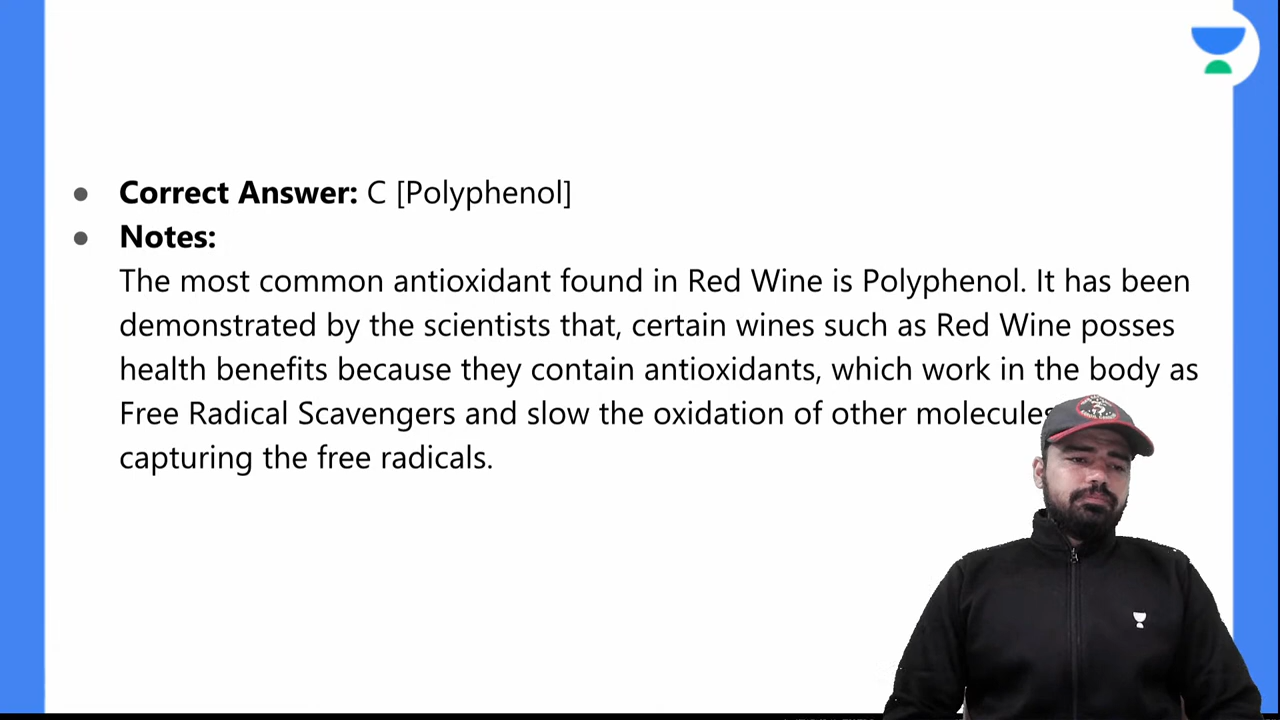 ● Correct Answer: C [Polyphenol]
● Notes:
The most common antioxidant found in Red Wine is Polyphenol. It has been
demonstrated by the scientists that, certain wines such as Red Wine posses
health benefits because they contain antioxidants, which work in the body as
Free Radical Scavengers and slow the oxidation of other molecules
capturing the free radicals.